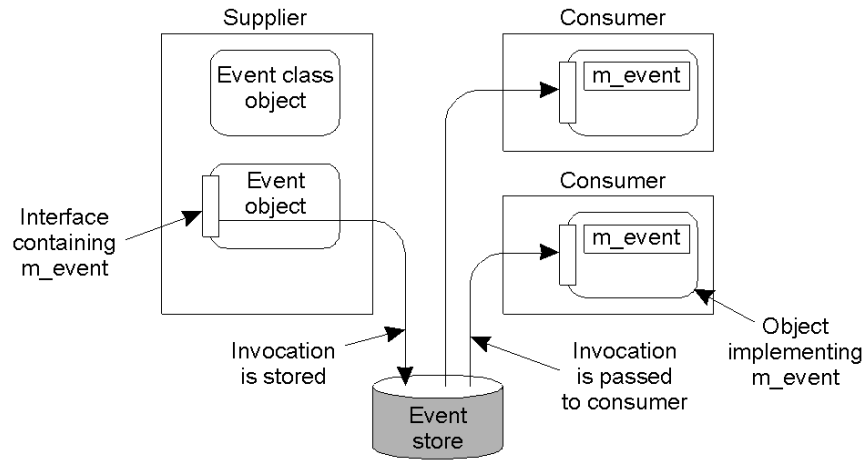 Supplier
Event class
object
Event
object
Interface
containing
m_event
Consumer
m_event
Consumer
m_event
Object
implementing
m_event
Invocation
is stored
Invocation
is passed
to consumer
Event
store